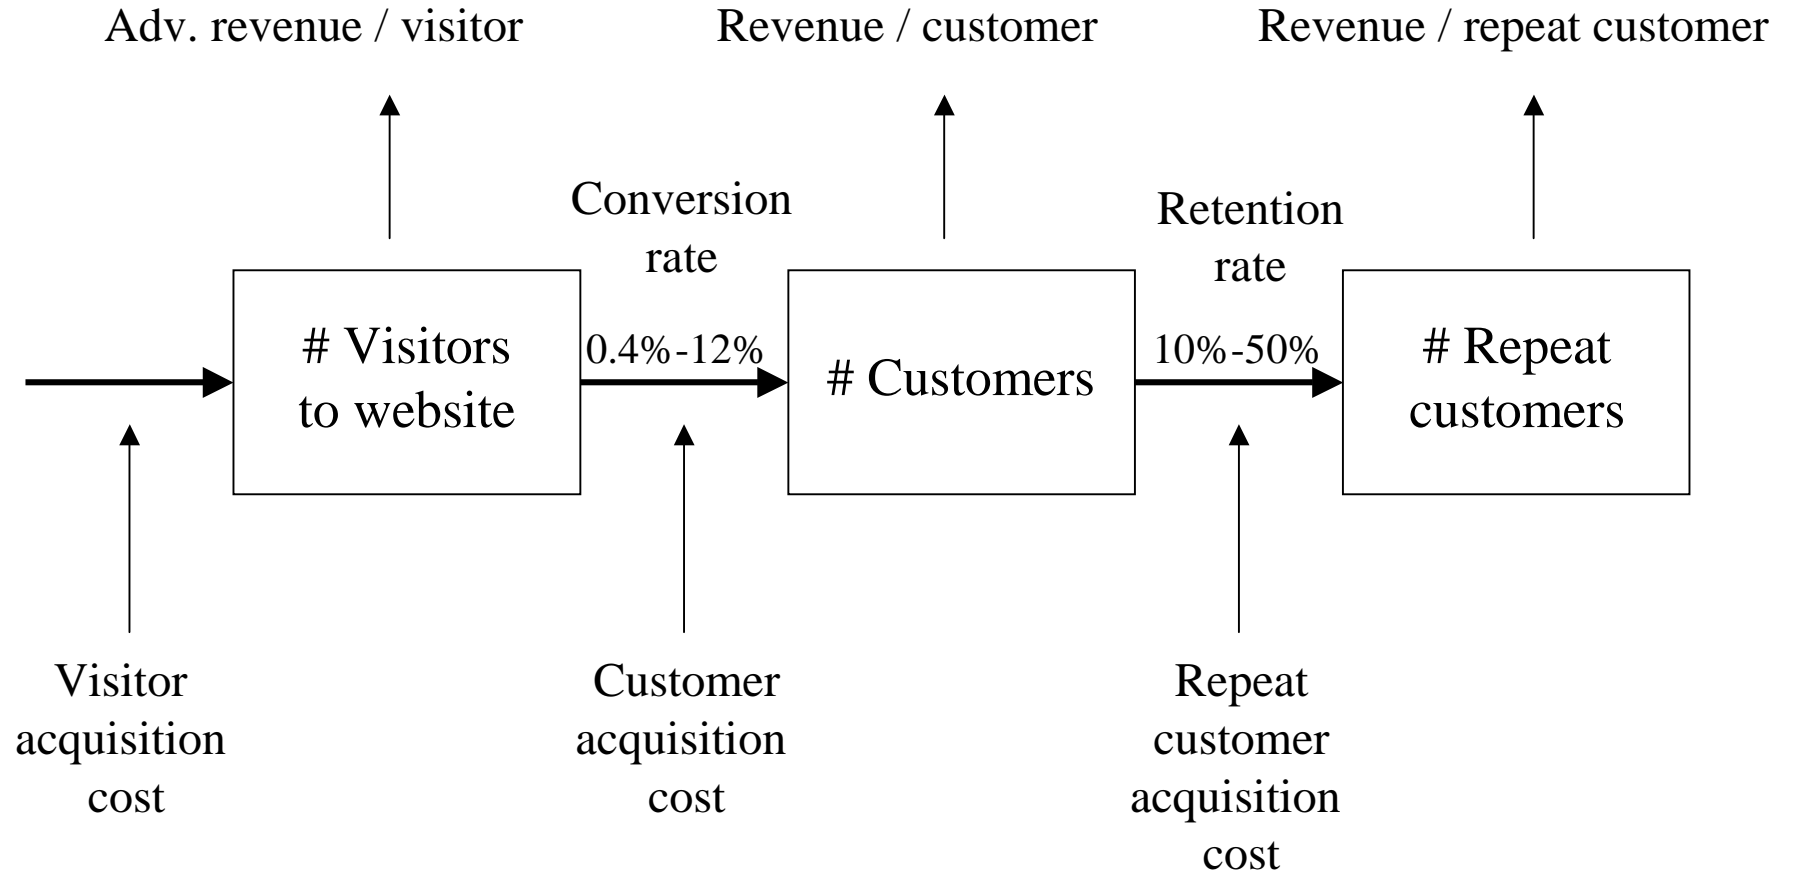 Adv. revenue / visitor
Revenue / customer
Revenue / repeat customer
Conversion
rate
Retention
rate
# Visitors
to website
0.4%-12%
# Customers
10%-50%
# Repeat
customers
Visitor
acquisition
cost
Customer
acquisition
cost
Repeat
customer
acquisition
cost